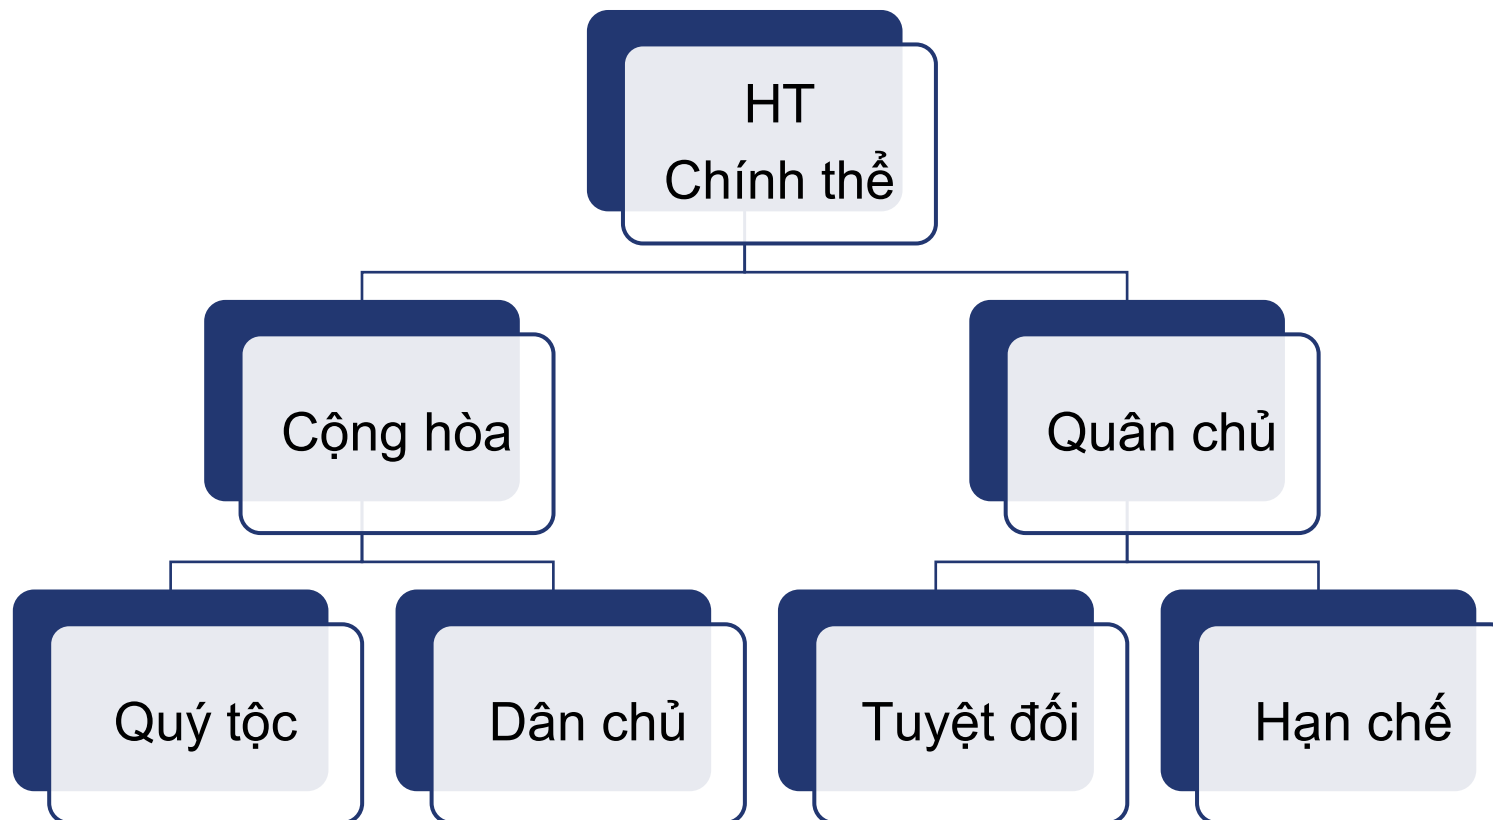 HT
Chính thể
Cộng hòa
Quân chủ
Quý tộc
Dân chủ
Tuyệt đối
Hạn chế